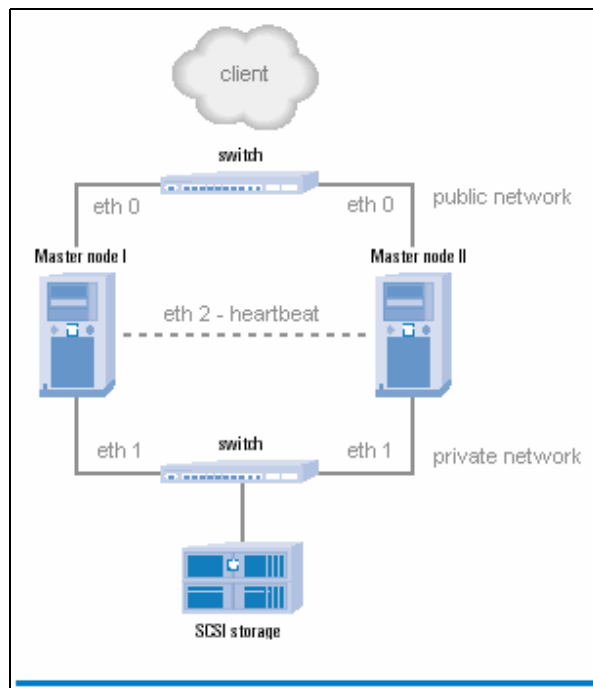 client
switch
eth 0
eth 0
public network
Master node I
Master node II
eth 2 - heartbeat
eth 1
switch
eth 1
private network
SCSI storage